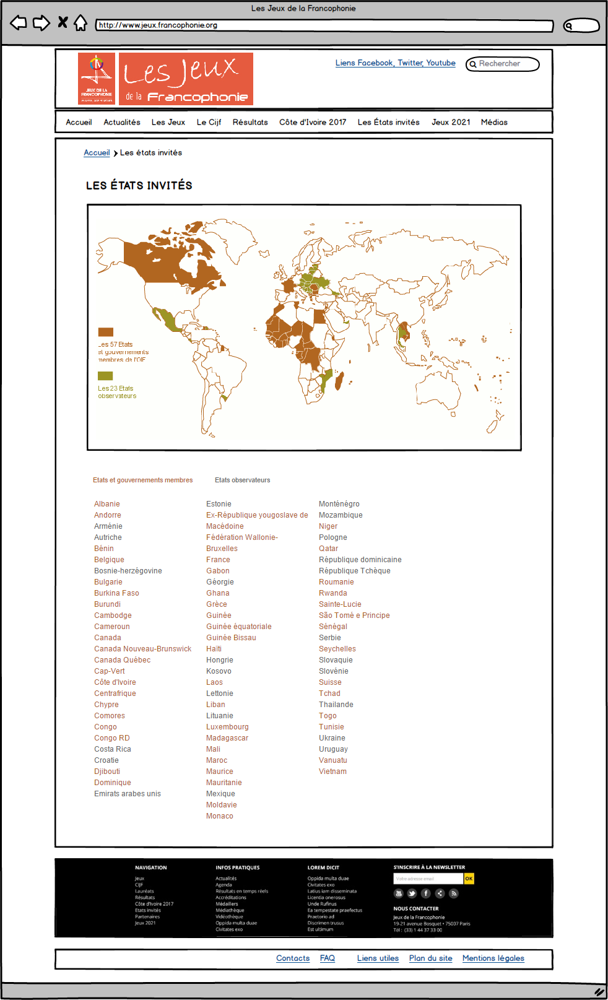 Les Jeux de la Francophonie
http://www.jeux.francophonie.org
JEUX DE LA
FRANCOPHONIE
Les Jeux
de la Francophonie
Liens Facebook, Twitter, Youtube
Rechercher
Accueil Actualités Les Jeux Le Cijf Résultats Côte d'Ivoire 2017 Les États invités Jeux 2021 Médias
Accueil Les états invités
LES ÉTATS INVITÉS
Les 57 Etats
et gouvernements
membres de l'OIF
Les 23 Etats
observateurs
Etats et gouvernements membres Etats observateurs
Albanie
Andorre
Arménie
Autriche
Bénin
Belgique
Bosnie-herzégovine
Bulgarie
Burkina Faso
Burundi
Cambodge
Cameroun
Canada
Canada Nouveau-Brunswick
Canada Québec
Cap-Vert
Côte d'Ivoire
Centrafrique
Chypre
Comores
Congo
Congo RD
Costa Rica
Croatie
Djibouti
Dominique
Emirats arabes unis
Estonie
Ex-République yougoslave de
Macédoine
Fédération Wallonie-
Bruxelles
France
Gabon
Géorgie
Ghana
Grèce
Guinée
Guinée équatoriale
Guinée Bissau
Haïti
Hongrie
Kosovo
Laos
Lettonie
Liban
Lituanie
Luxembourg
Madagascar
Mali
Maroc
Maurice
Mauritanie
Mexique
Moldavie
Monaco
Monténégro
Mozambique
Niger
Pologne
Qatar
République dominicaine
République Tchèque
Roumanie
Rwanda
Sainte-Lucie
São Tomé e Principe
Sénégal
Serbie
Seychelles
Slovaquie
Slovénie
Suisse
Tchad
Thailande
Togo
Tunisie
Ukraine
Uruguay
Vanuatu
Vietnam
NAVIGATION
Jeux
CIJF
Lauréats
Résultats
Côte d'Ivoire 2017
Etats invités
Partenaires
Jeux 2021
INFOS PRATIQUES
Actualités
Agenda
Résultats en temps réels
Accréditations
Médaillers
Médiathèque
Vidéothèque
Oppida multa duae
Civitates exo
LOREM DICIT
Oppida multa duae
Civitates exo
Latius iam disseminata
Licentia onerosus
Unde Rufinus
Ea tempestate praefectus
Praetorio ad
Discrimen trusus
Est ultimum
S'INSCRIRE À LA NEWSLETTER
Votre adresse email OK
NOUS CONTACTER
Jeux de la Francophonie
19-21 avenue Bosquet • 75007 Paris
Tél : (33) 1 44 37 33 00
Contacts FAQ Liens utiles Plan du site Mentions légales